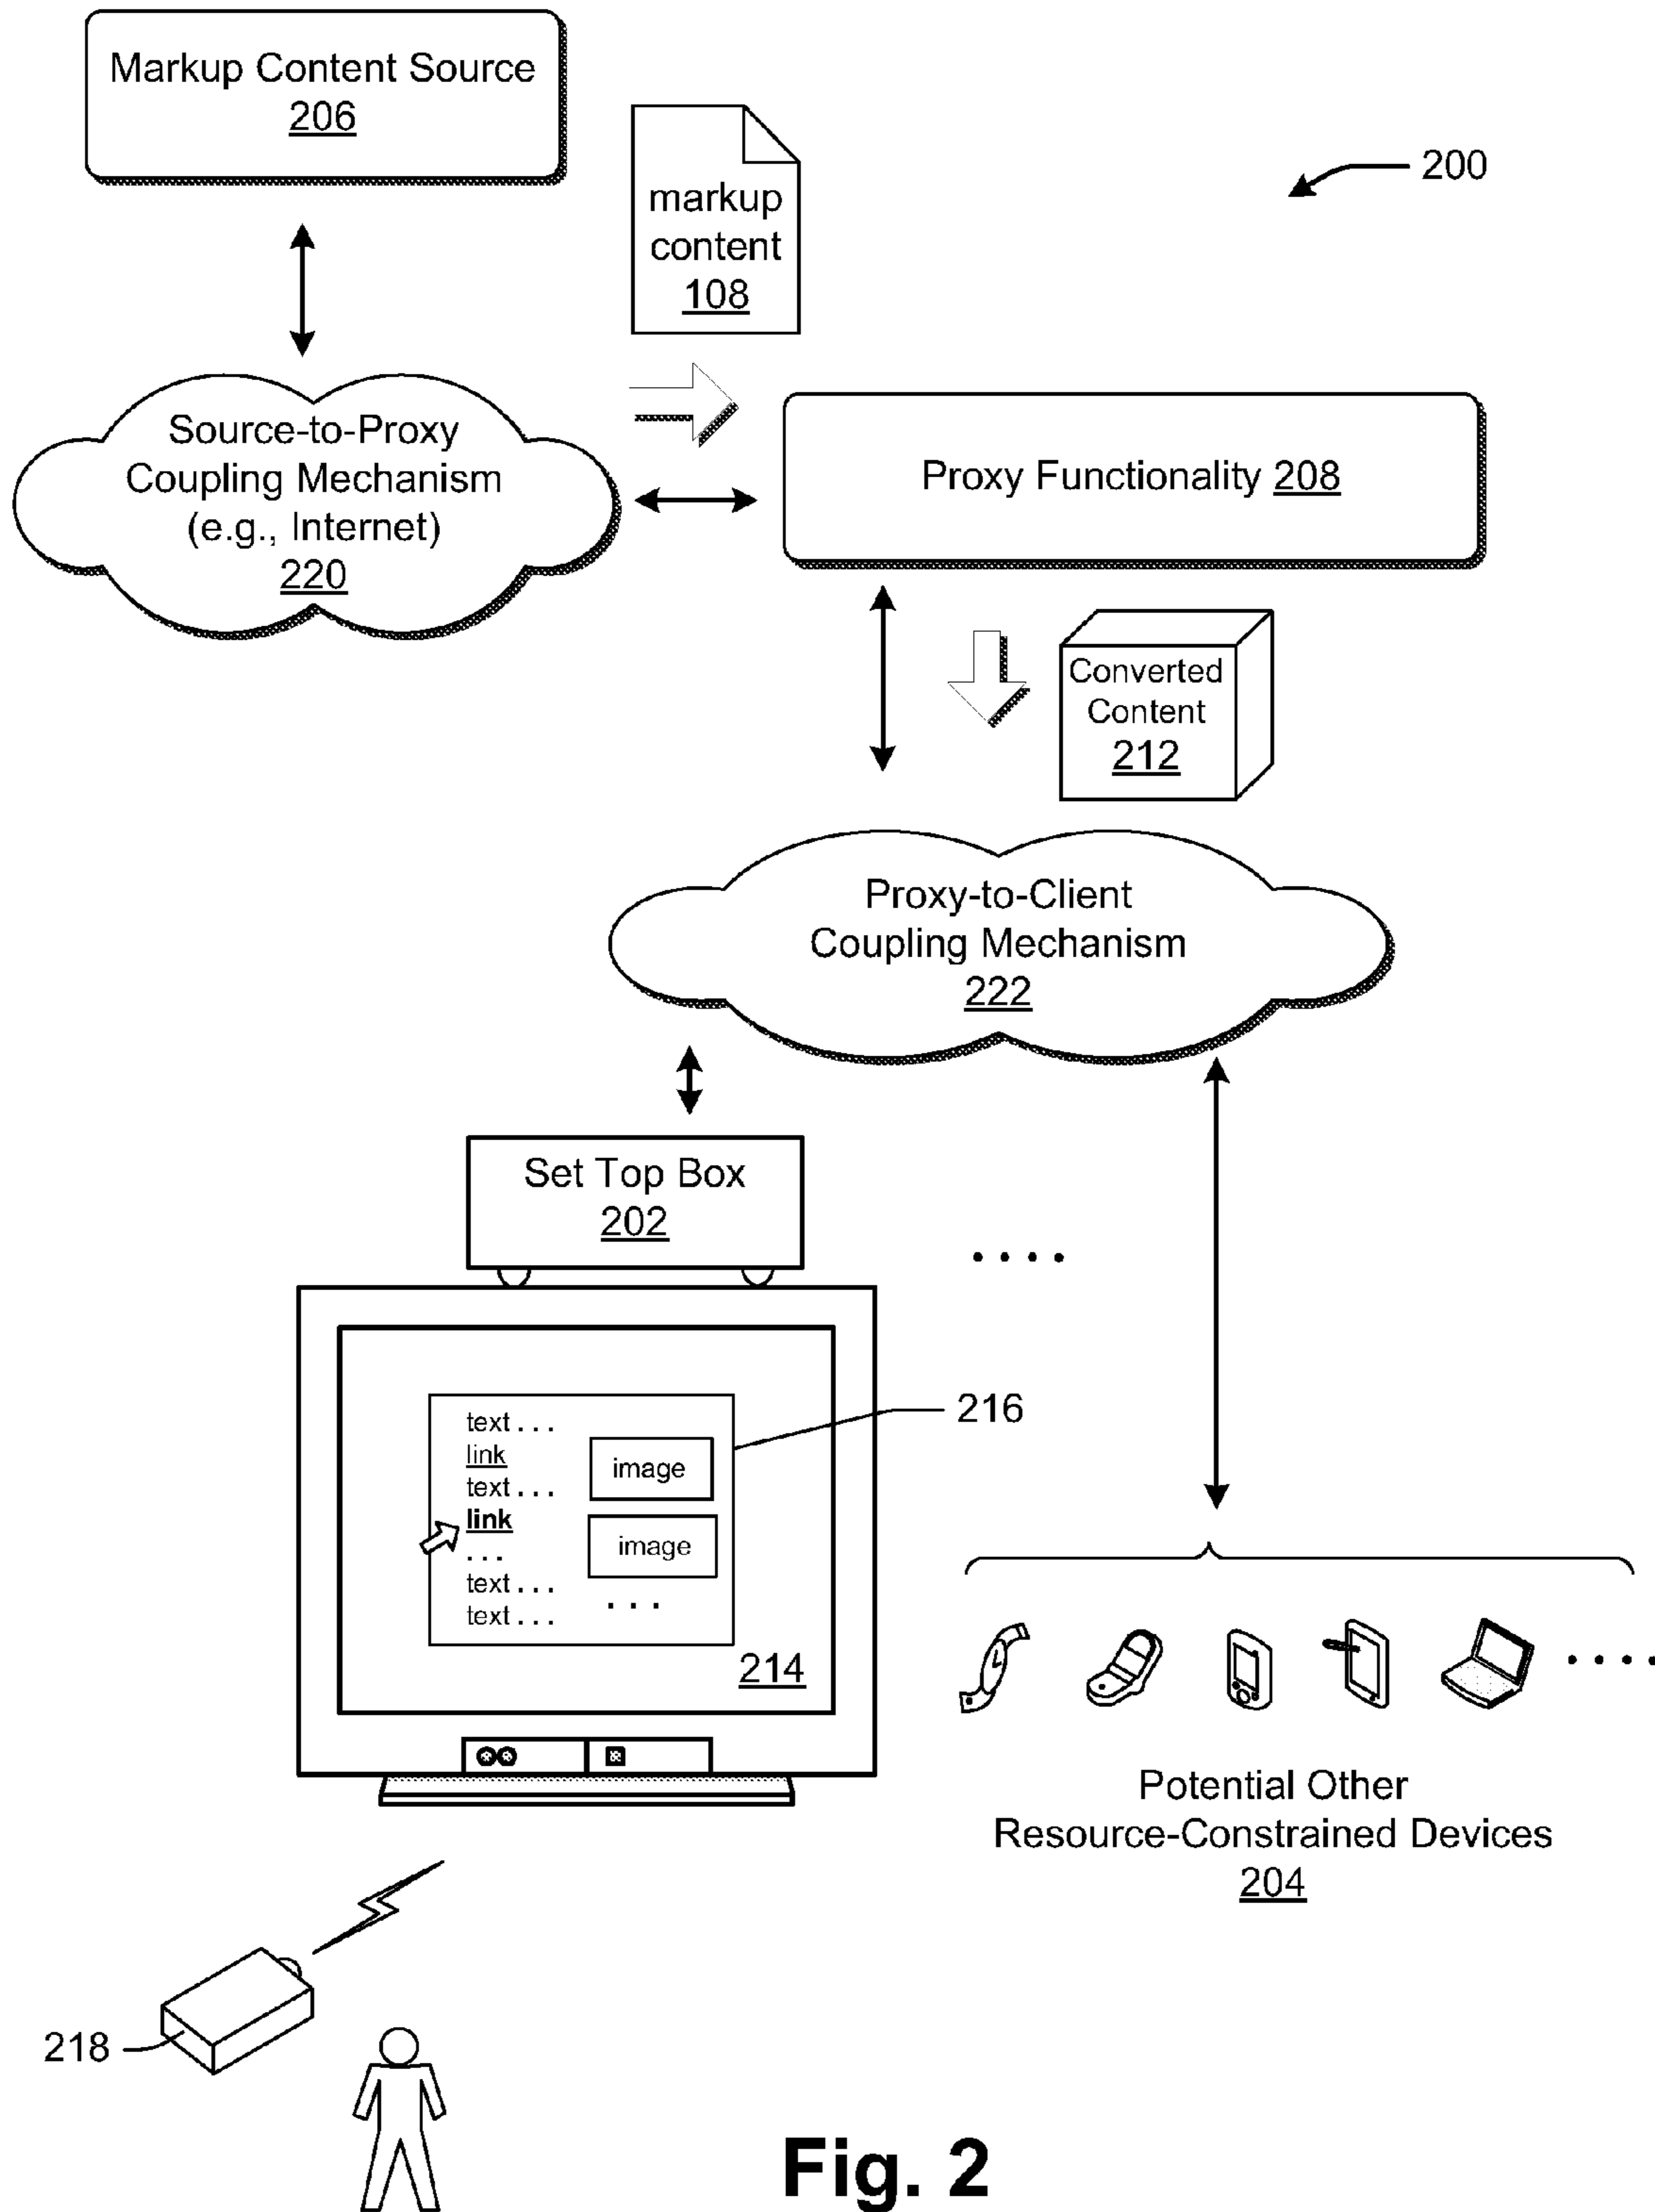 Markup Content Source
206
markup
content
108
200
Source-to-Proxy
Coupling Mechanism
(e.g., Internet)
220
Proxy Functionality 208
Converted
Content
212
Proxy-to-Client
Coupling Mechanism
222
Set Top Box
202
. . . .
text . . .
link
text . . .
link
. . .
text . . .
text . . .
image
image
. . .
216
214
. . . .
Potential Other
Resource-Constrained Devices
204
218
Fig. 2